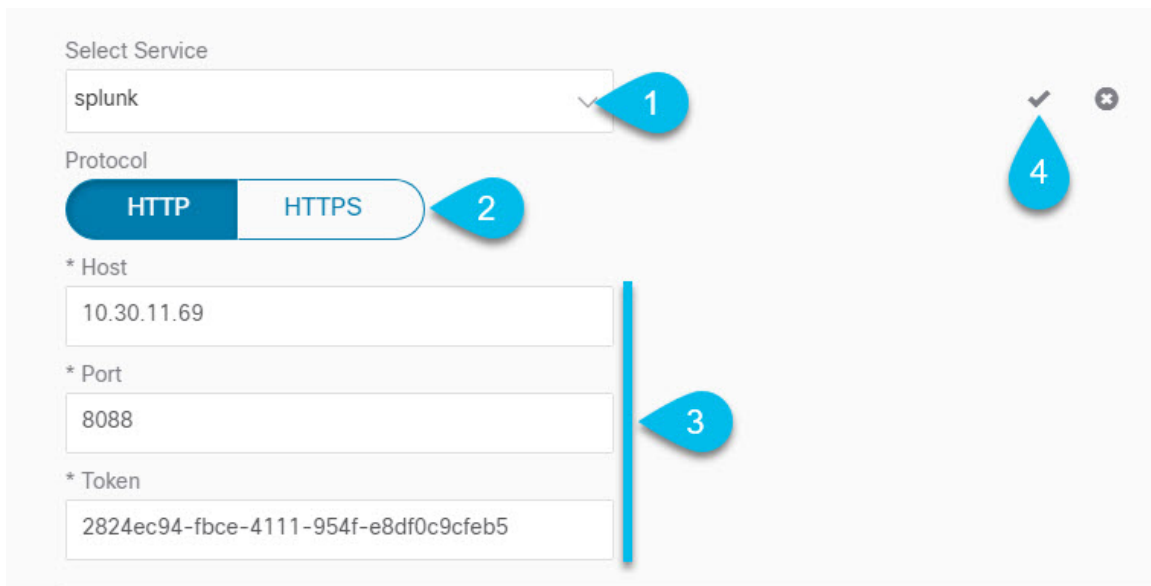 Select Service
splunk
1
4
Protocol
HTTP HTTPS
2
* Host
10.30.11.69
* Port
8088
3
* Token
2824ec94-fbce-4111-954f-e8df0c9cfeb5